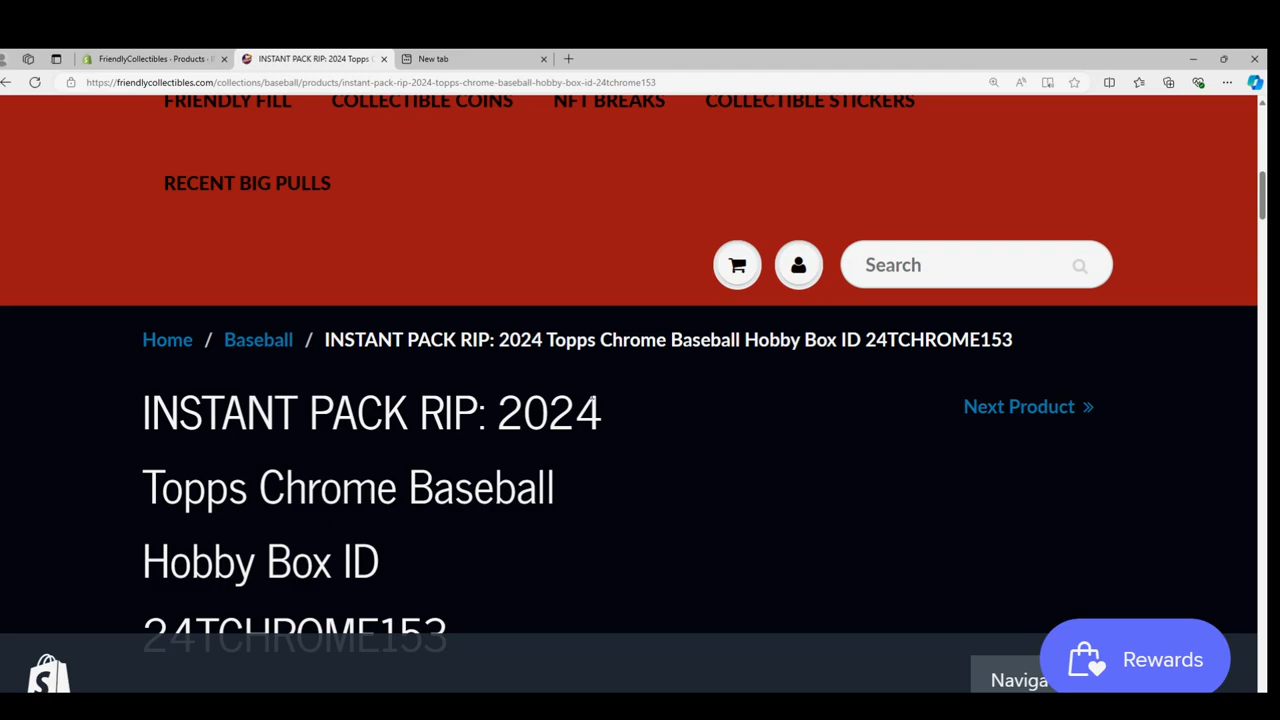 FriendlyCollectibles · Products ·
INSTANT PACK RIP: 2024 Topps C
New tab
https://friendlycollectibles.com/collections/baseball/products/instant-pack-rip-2024-topps-chrome-baseball-hobby-box-id-24tchrome153
FRIENDLY FILL COLLECTIBLE COINS NFT BREAKS COLLECTIBLE STICKERS
RECENT BIG PULLS
Search
Home / Baseball / INSTANT PACK RIP: 2024 Topps Chrome Baseball Hobby Box ID 24TCHROME153
INSTANT PACK RIP: 2024
Next Product »
Topps Chrome Baseball
Hobby Box ID
24TCHROME153
Rewards
Naviga